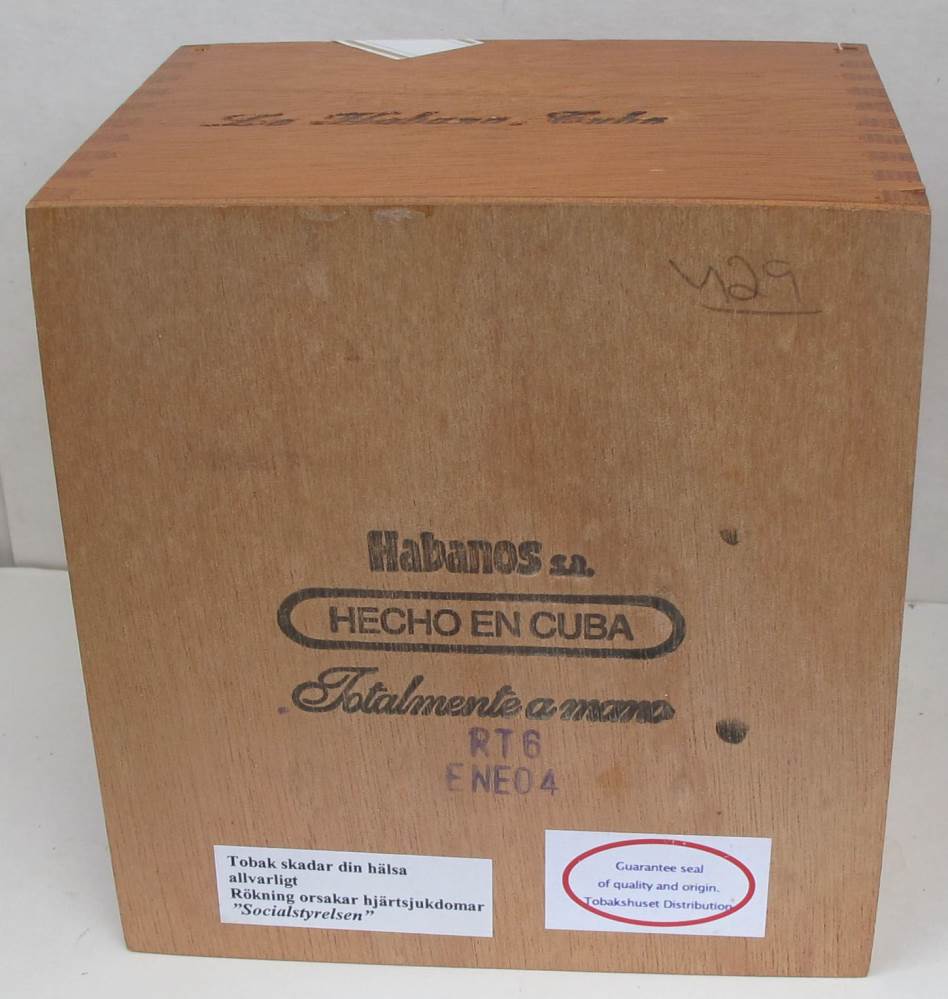 La Habana, Cuba
429
Habanos s.a.
HECHO EN CUBA
Totalmente a mano
RT6
ENE04
Tobak skadar din hälsa
allvarligt
Rökning orsakar hjärtsjukdomar
"Socialstyrelsen"
Guarantee seal
of quality and origin.
Tobakshuset Distribution